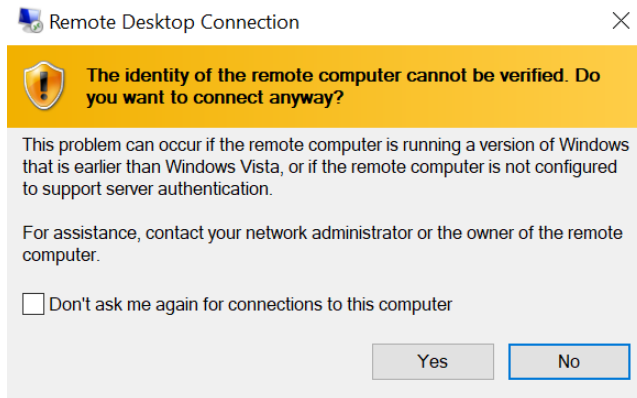 Remote Desktop Connection
The identity of the remote computer cannot be verified. Do
you want to connect anyway?
This problem can occur if the remote computer is running a version of Windows
that is earlier than Windows Vista, or if the remote computer is not configured
to support server authentication.
For assistance, contact your network administrator or the owner of the remote
computer.
Don't ask me again for connections to this computer
Yes
No